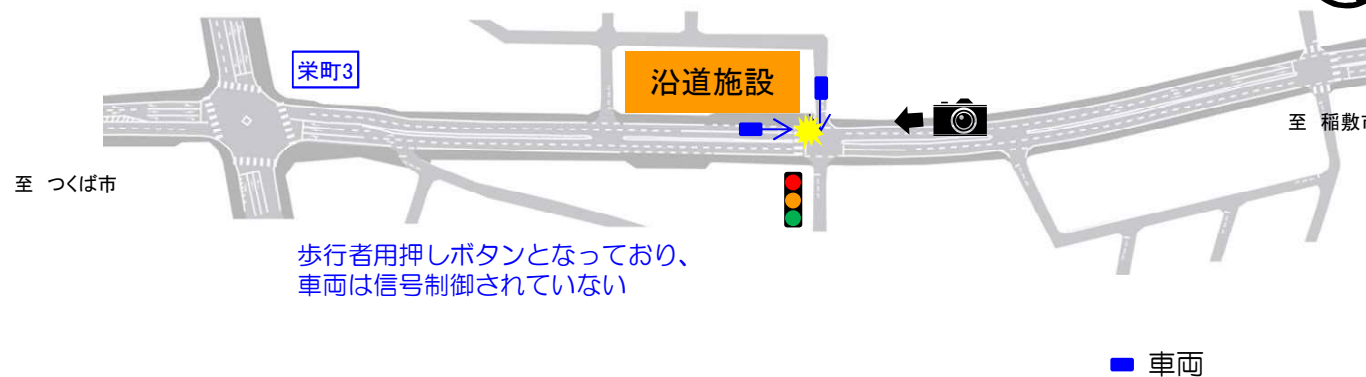 栄町3
沿道施設
至 稲敷市
至 つくば市
歩行者用押しボタンとなっており、
車両は信号制御されていない
車両